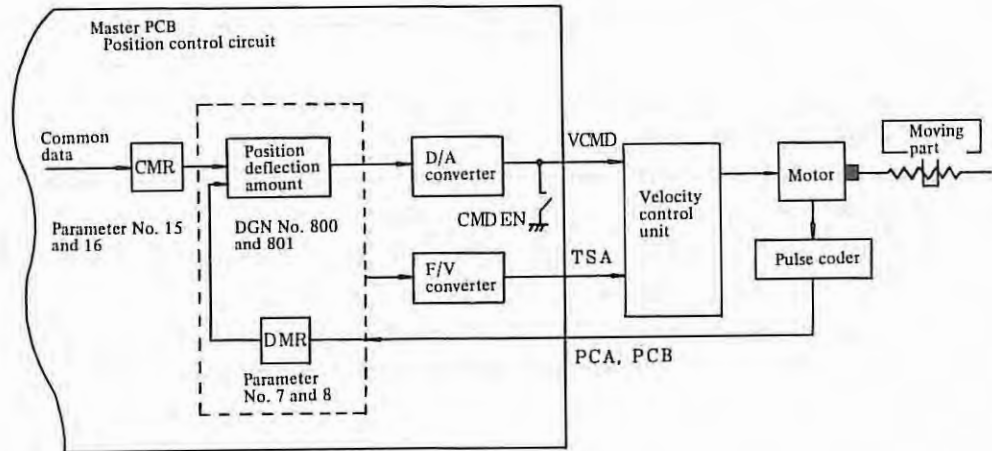 Master PCB
Position control circuit
Common
data
CMR
Position
deflection
amount
D/A
converter
VCMD
Velocity
control
unit
Motor
Moving
part
Parameter No. 15
and 16
DGN No. 800
and 801
CMDEN
F/V
converter
TSA
Pulse coder
DMR
PCA, PCB
Parameter
No. 7 and 8